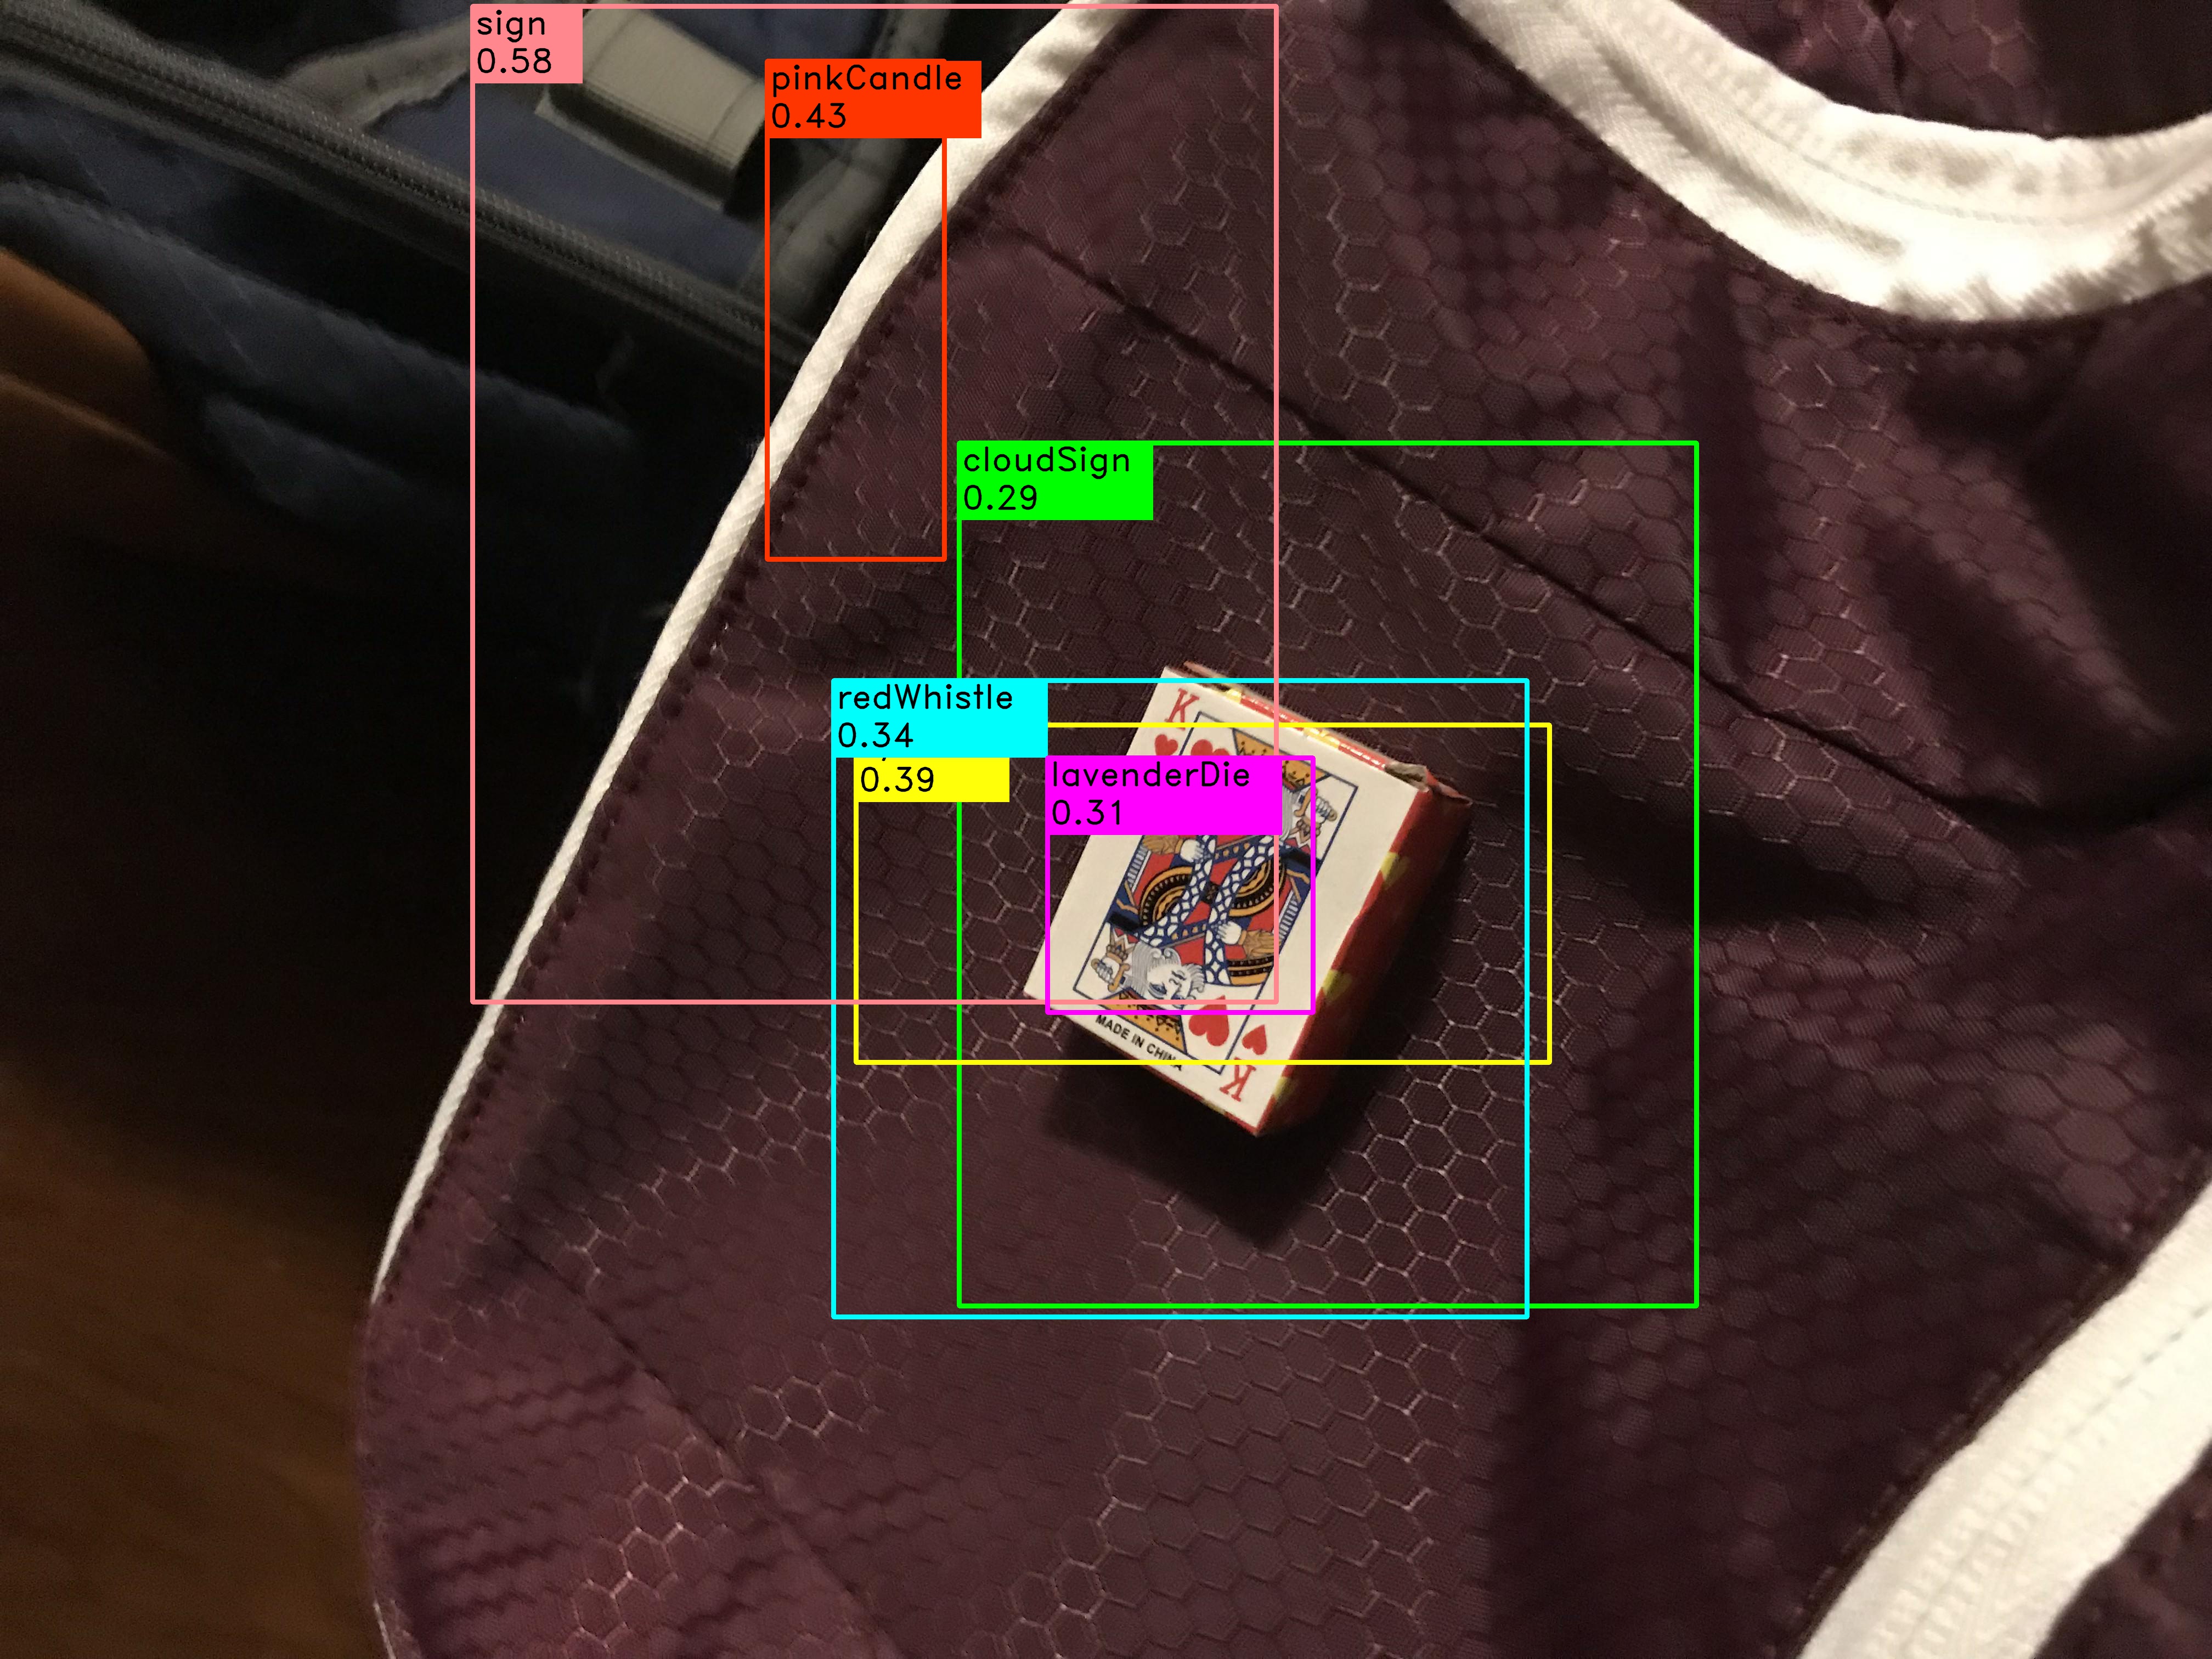 sign
0.58
pinkCandle
0.43
cloudSign
0.29
redWhistle
0.34
0.39
lavenderDie
0.31
K
MADE IN CHINA
K